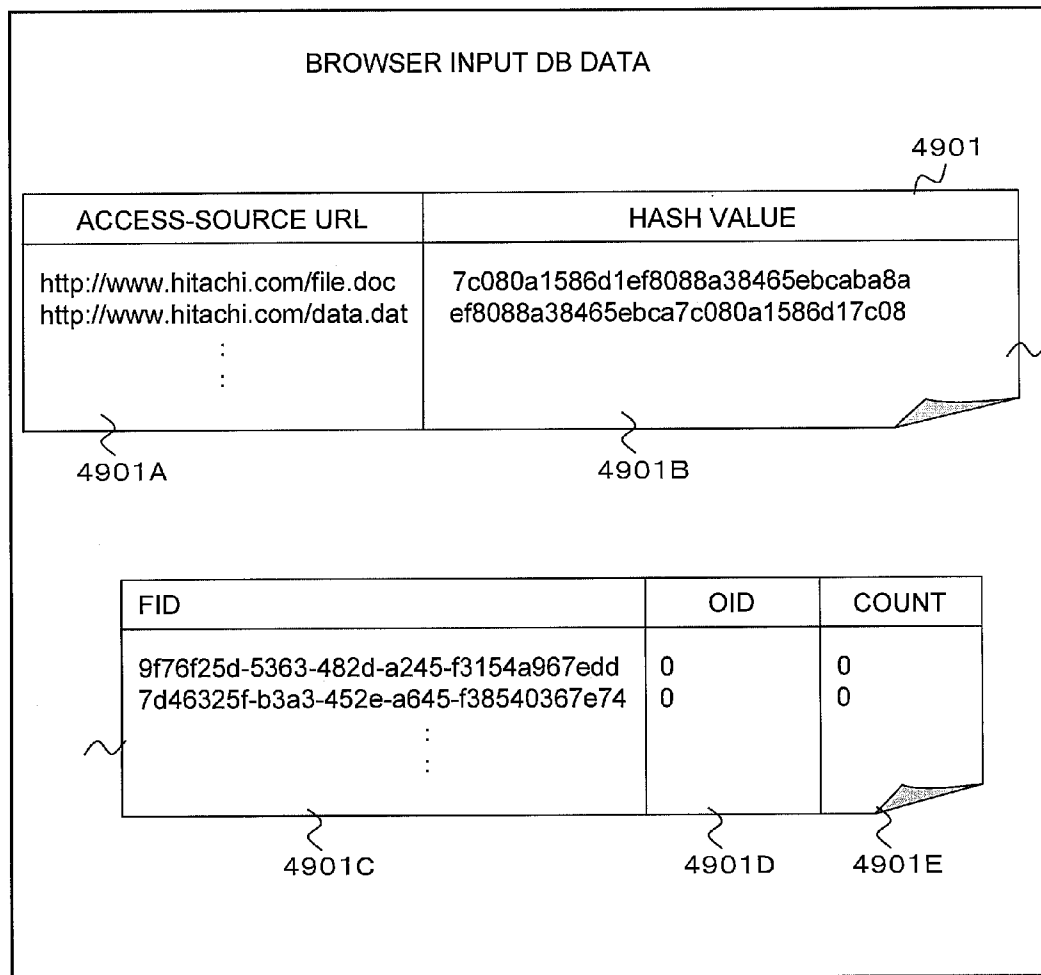 BROWSER INPUT DB DATA
4901
ACCESS-SOURCE URL HASH VALUE
http://www.hitachi.com/file.doc 7c080a1586d1ef8088a38465ebcaba8a
http://www.hitachi.com/data.dat ef8088a38465ebca7c080a1586d17c08
4901A 4901B
FID OID COUNT
9f76f25d-5363-482d-a245-f3154a967edd 0 0
7d46325f-b3a3-452e-a645-f38540367e74 0 0
4901C 4901D 4901E